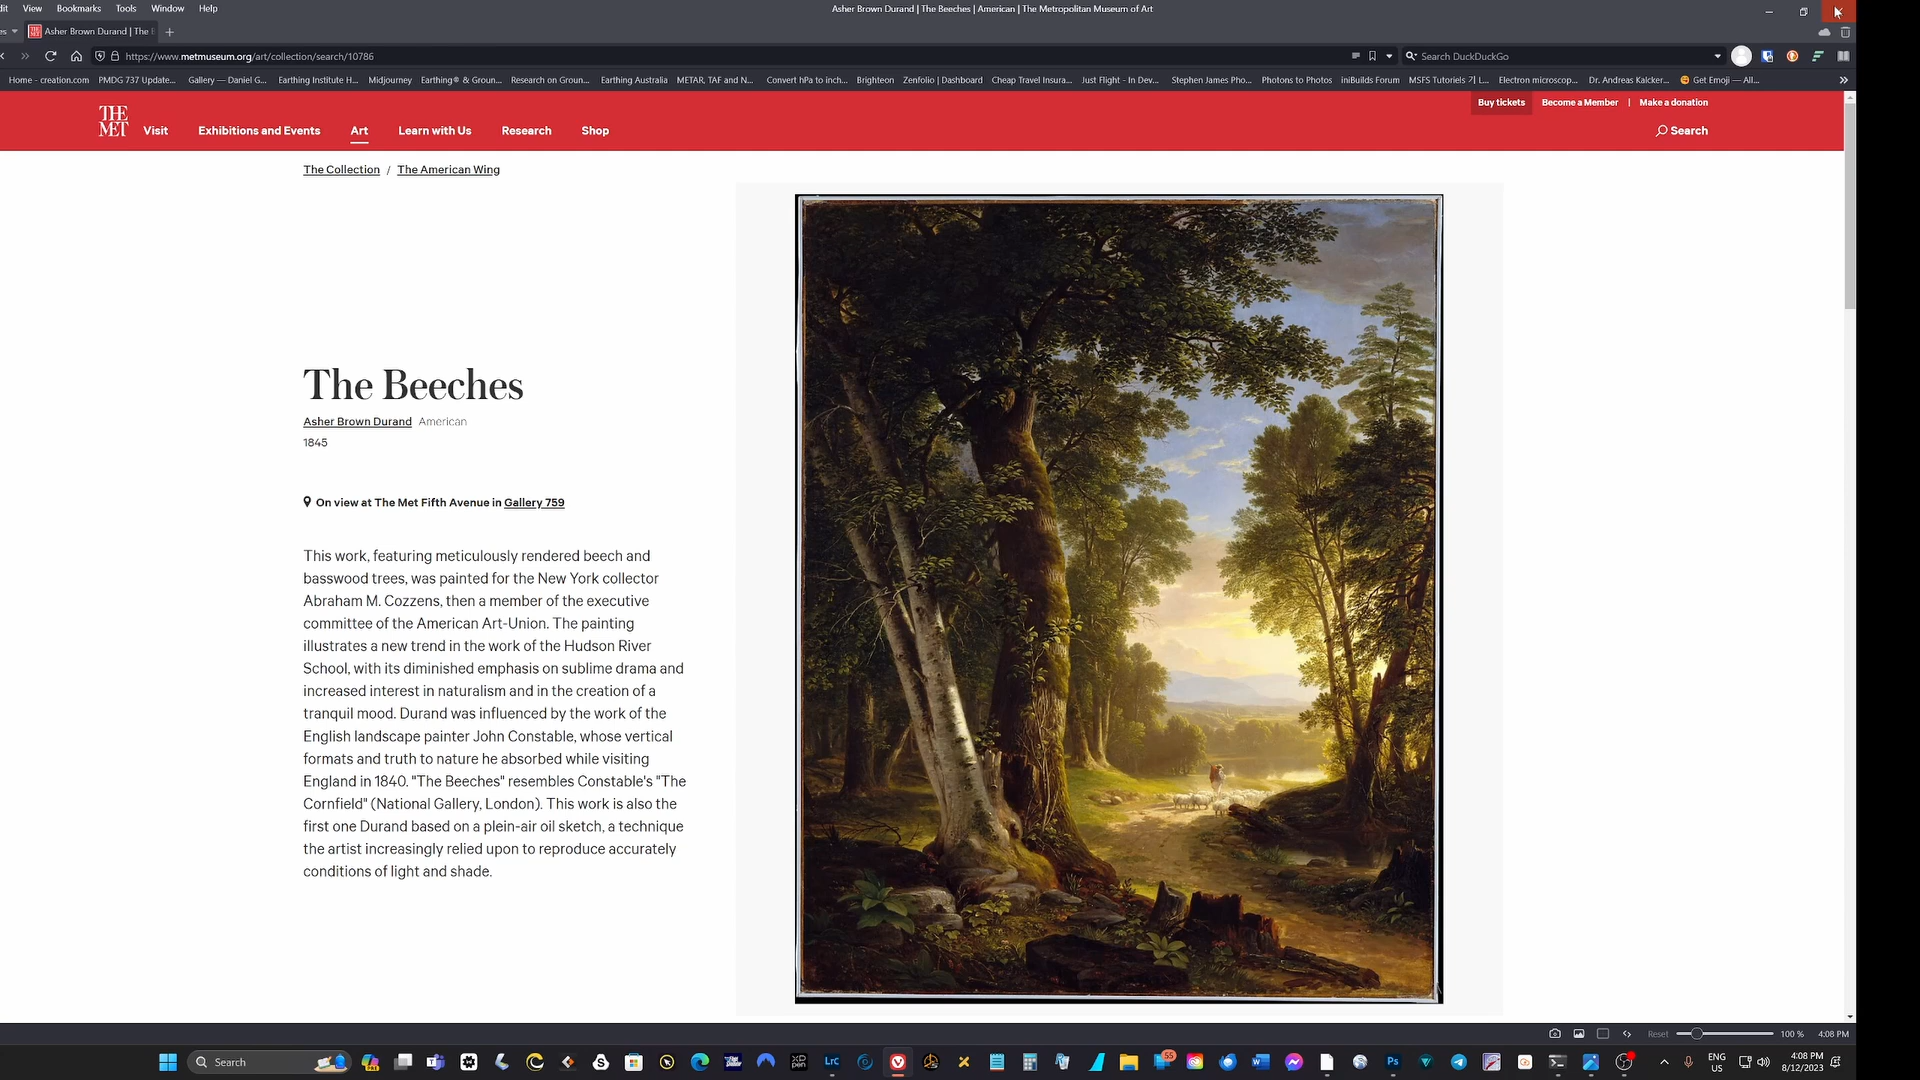 View Bookmarks Tools Window Help
Asher Brown Durand | The Beeches | American | The Metropolitan Museum of Art
Asher Brown Durand | The
https://www.metmuseum.org/art/collection/search/10786
Search DuckDuckGo
Home - creation.com PMDG 737 Update... Gallery — Daniel G... Earthing Institute H... Midjourney Earthing® & Groun... Research on Groun... Earthing Australia METAR, TAF and N... Convert hPa to inch... Brighteon Zenfolio | Dashboard Cheap Travel Insura... Just Flight - In Dev... Stephen James Pho... Photons to Photos iniBuilds Forum Electron microscop... Dr. Andreas Kalcker... Get Emoji — All...
Buy tickets Become a Member | Make a donation
THE
MET
Visit Exhibitions and Events Art Learn with Us Research Shop Search
The Collection / The American Wing
The Beeches
Asher Brown Durand American
1845
On view at The Met Fifth Avenue in Gallery 759
This work, featuring meticulously rendered beech and
basswood trees, was painted for the New York collector
Abraham M. Cozzens, then a member of the executive
committee of the American Art-Union. The painting
illustrates a new trend in the work of the Hudson River
School, with its diminished emphasis on sublime drama and
increased interest in naturalism and in the creation of a
tranquil mood. Durand was influenced by the work of the
English landscape painter John Constable, whose vertical
formats and truth to nature he absorbed while visiting
England in 1840. "The Beeches" resembles Constable's "The
Cornfield" (National Gallery, London). This work is also the
first one Durand based on a plein-air oil sketch, a technique
the artist increasingly relied upon to reproduce accurately
conditions of light and shade.
Reset 100 % 4:08 PM
Search
LrC
55
Ps
ENG
US
4:08 PM
8/12/2023